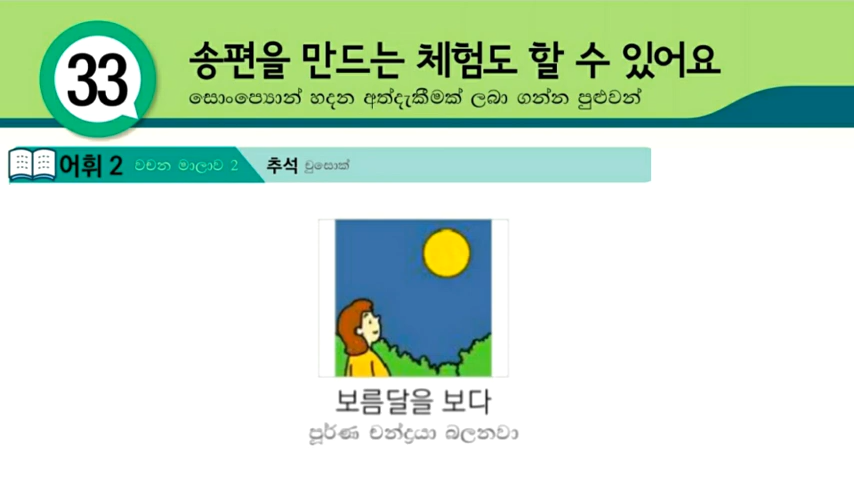 33
송편을 만드는 체험도 할 수 있어요
සොංප්‍යොන් හදන අත්දැකීමක් ලබා ගන්න පුළුවන්
어휘 2 වචන මාලාව 2 추석 චුසොක්
보름달을 보다
පූර්ණ චන්ද්‍රයා බලනවා